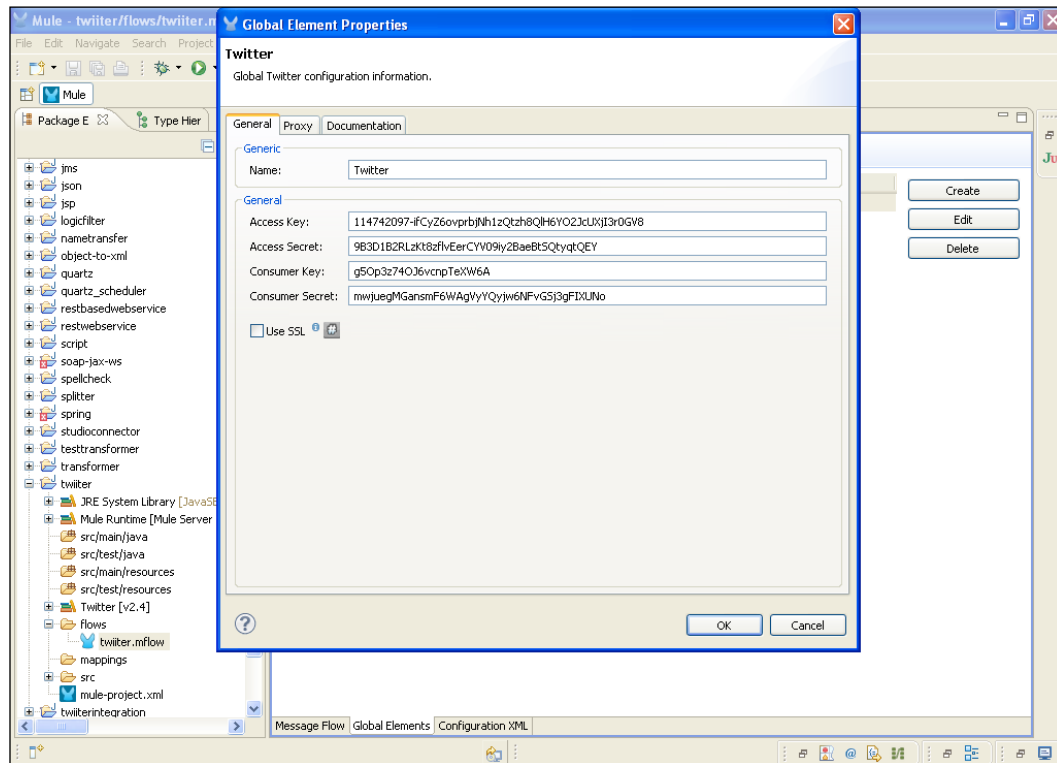 Mule - twiiter/flows/twiiter.m
Global Element Properties
File Edit Navigate Search Project
Twitter
Global Twitter configuration information.
Mule
Package E
Type Hier
General
Proxy
Documentation
Generic
Name:
Twitter
General
Access Key:
114742097-ifCyZ6ovprbjNh1zQtzh8QlH6YO2JcUXjI3r0GV8
Access Secret:
9B3D1B2RLzKt8zflvEerCYV09iy2BaeBtSQtyqtQEY
Consumer Key:
g5Op3z74OJ6vcnpTeXW6A
Consumer Secret:
mwjuegMGansmF6WAgVyYQyjw6NFvGSj3gFIXUNo
Use SSL
Create
Edit
Delete
Ju
jms
json
jsp
logicfilter
nametransfer
object-to-xml
quartz
quartz_scheduler
restbasedwebservice
restwebservice
script
soap-jax-ws
spellcheck
splitter
spring
studioconnector
testtransformer
transformer
twiiter
JRE System Library [JavaSE
Mule Runtime [Mule Server
src/main/java
src/test/java
src/main/resources
src/test/resources
Twitter [v2.4]
flows
twiiter.mflow
mappings
src
mule-project.xml
twiiterintegration
OK
Cancel
Message Flow
Global Elements
Configuration XML